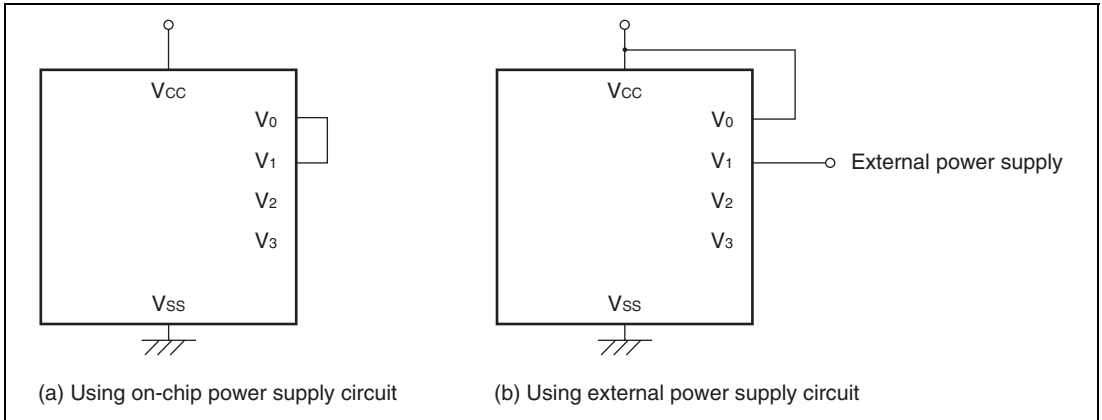 VCC
V0
V1
V2
V3
VSS
(a) Using on-chip power supply circuit
VCC
V0
V1
External power supply
V2
V3
VSS
(b) Using external power supply circuit